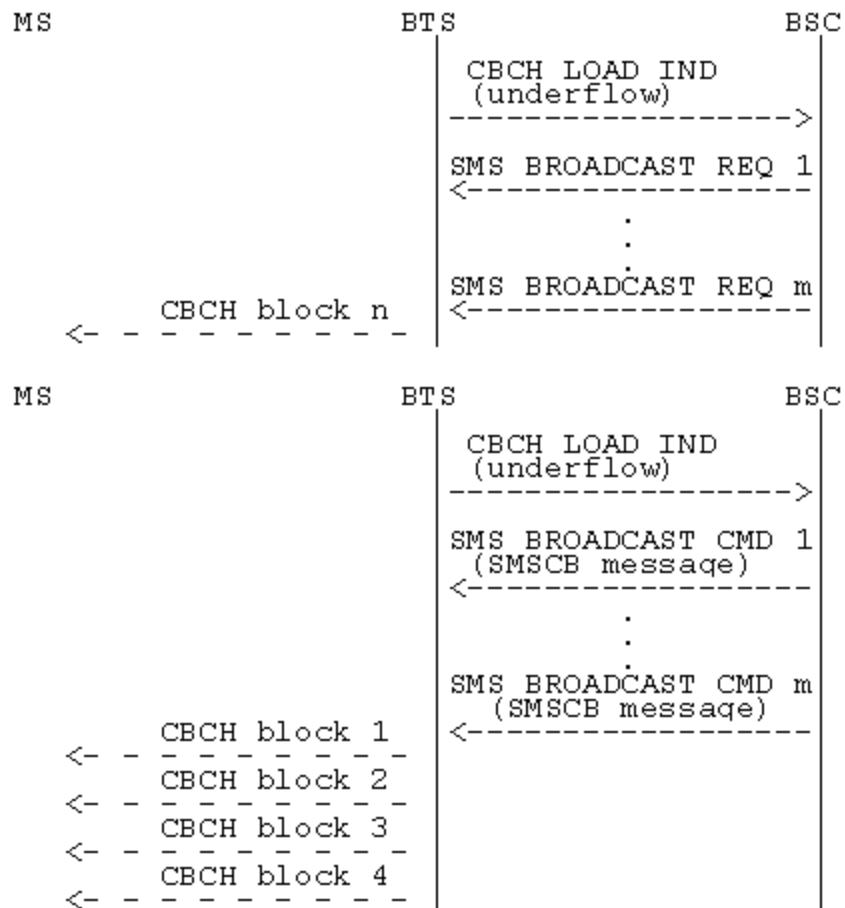 MS BTS BSC
CBCH LOAD IND
(underflow)
SMS BROADCAST REQ 1
.
.
.
SMS BROADCAST REQ m
CBCH block n
MS BTS BSC
CBCH LOAD IND
(underflow)
SMS BROADCAST CMD 1
(SMSCB message)
.
.
.
SMS BROADCAST CMD m
(SMSCB message)
CBCH block 1
CBCH block 2
CBCH block 3
CBCH block 4